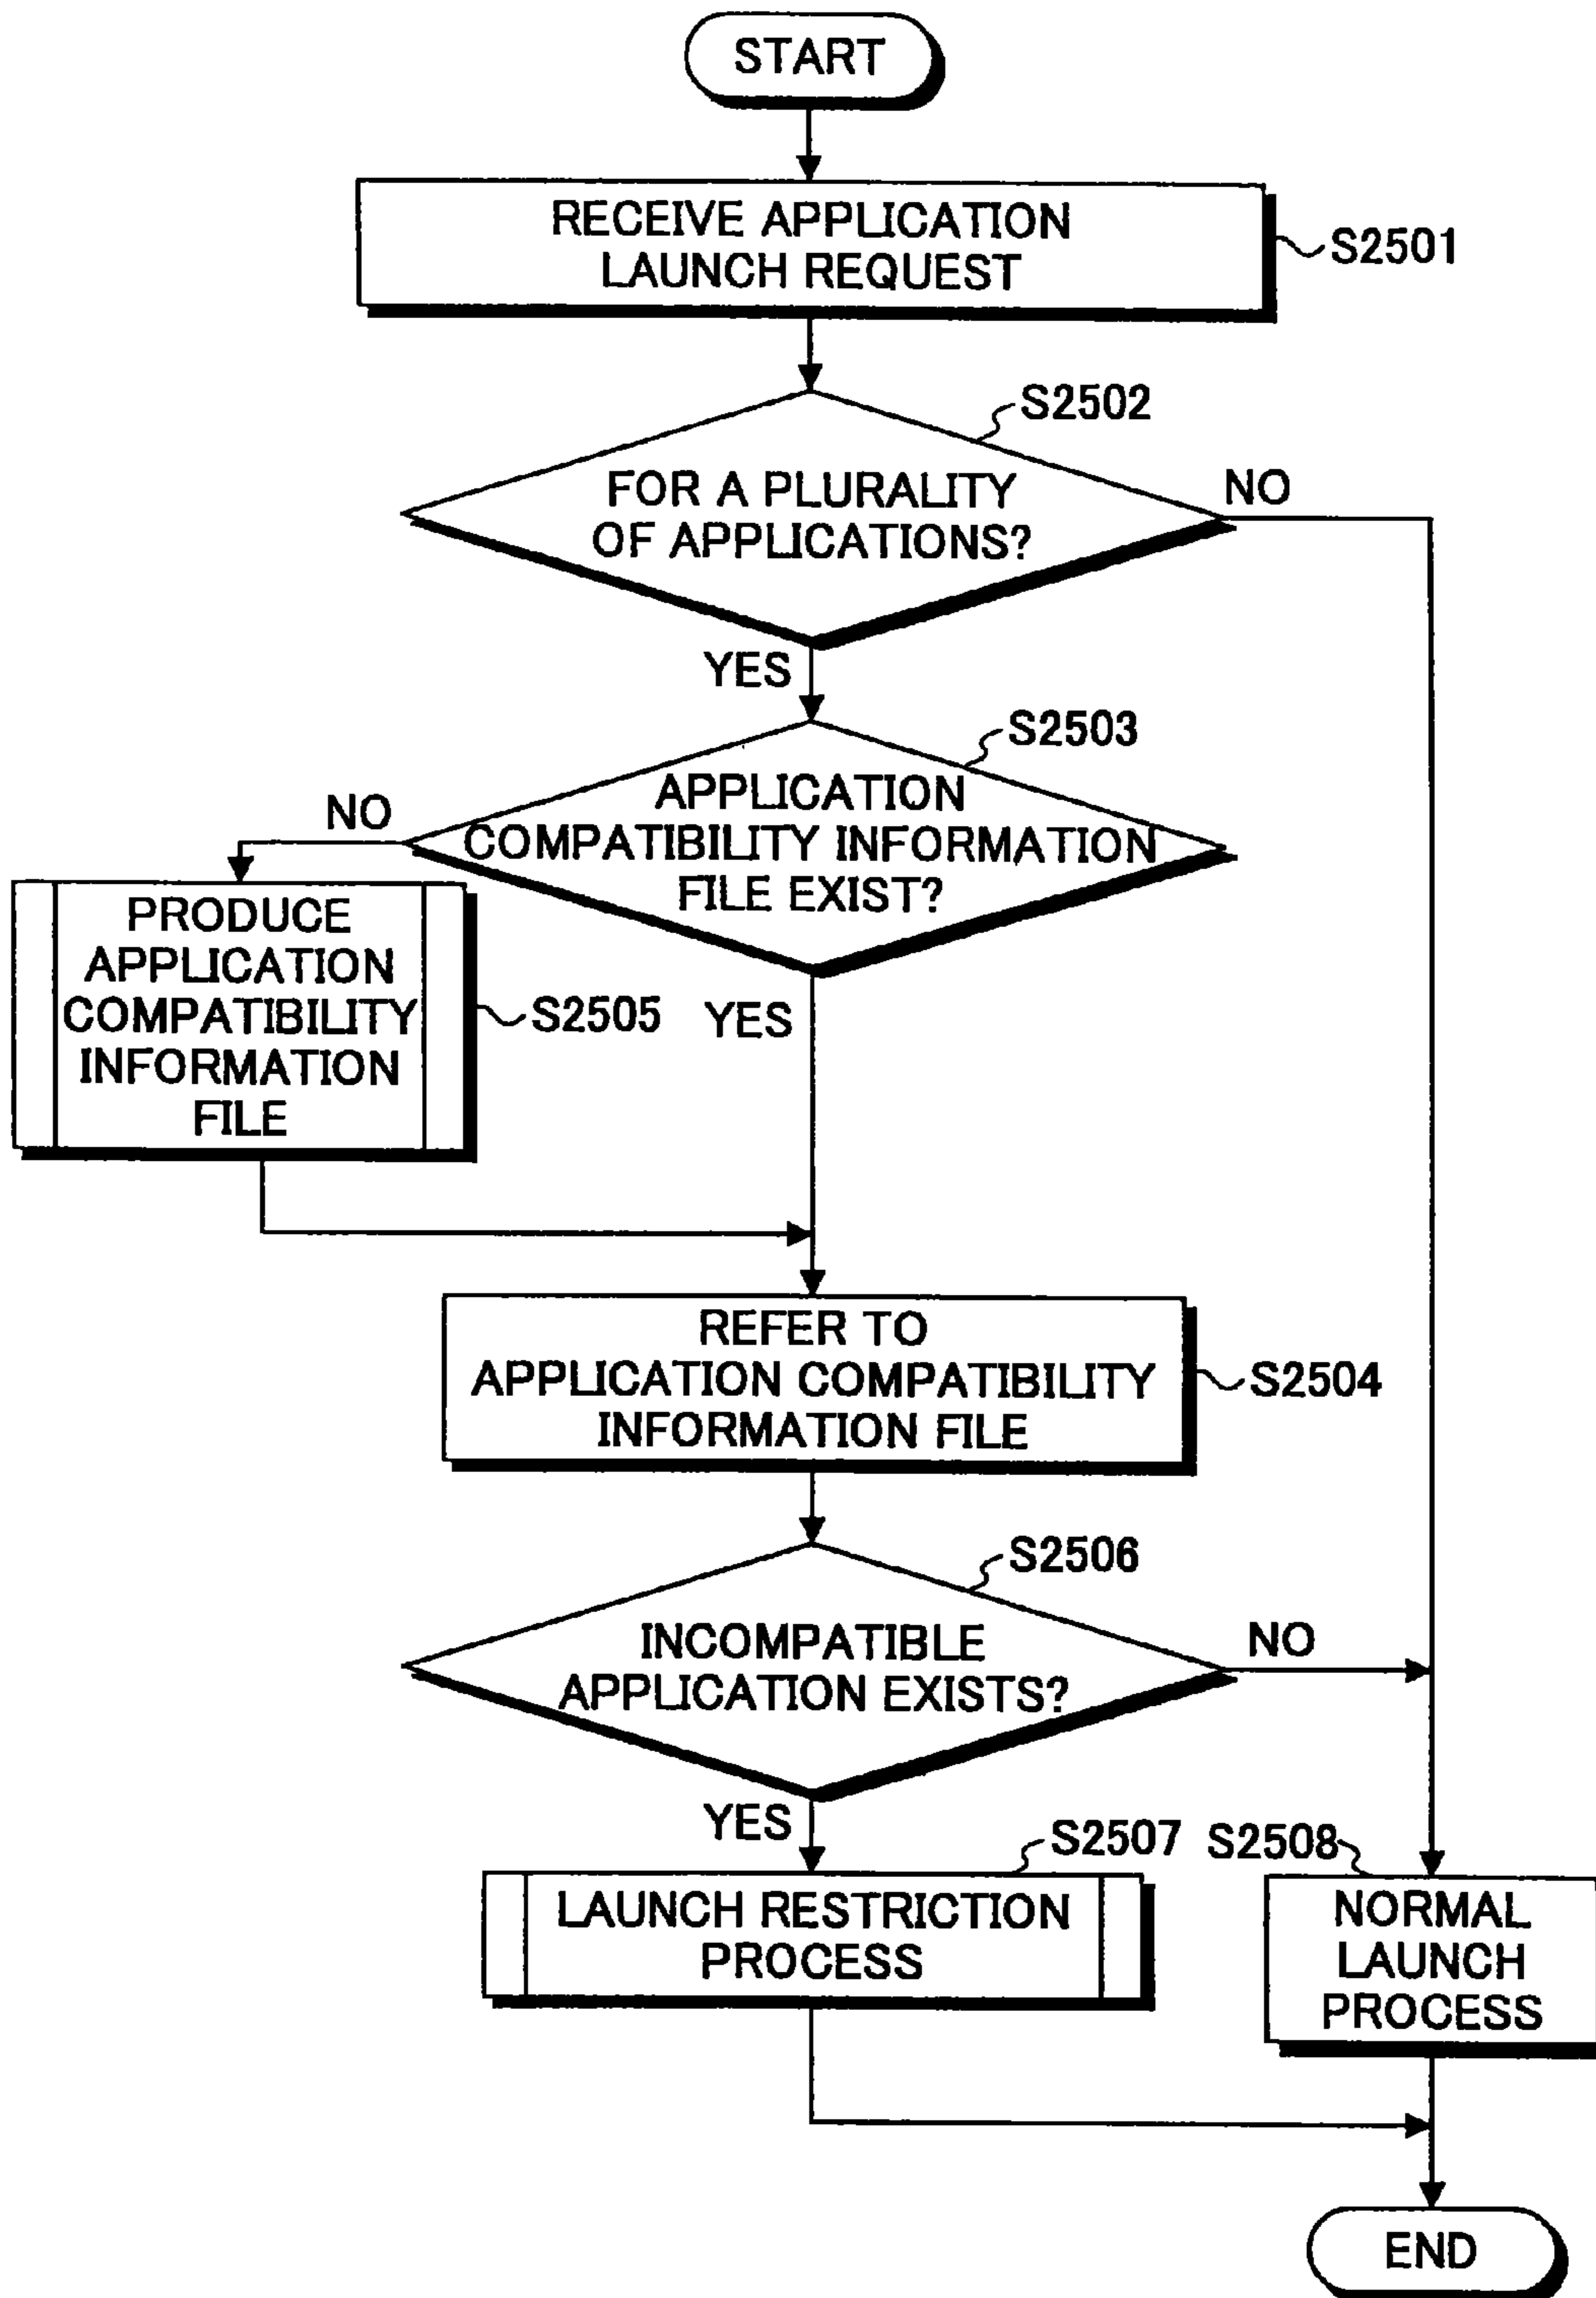 START
RECEIVE APPLICATION
LAUNCH REQUEST
S2501
S2502
FOR A PLURALITY
OF APPLICATIONS?
NO
YES
S2503
APPLICATION
COMPATIBILITY INFORMATION
FILE EXIST?
NO
YES
PRODUCE
APPLICATION
COMPATIBILITY
INFORMATION
FILE
S2505
REFER TO
APPLICATION COMPATIBILITY
INFORMATION FILE
S2504
S2506
INCOMPATIBLE
APPLICATION EXISTS?
NO
YES
S2507
LAUNCH RESTRICTION
PROCESS
S2508
NORMAL
LAUNCH
PROCESS
END